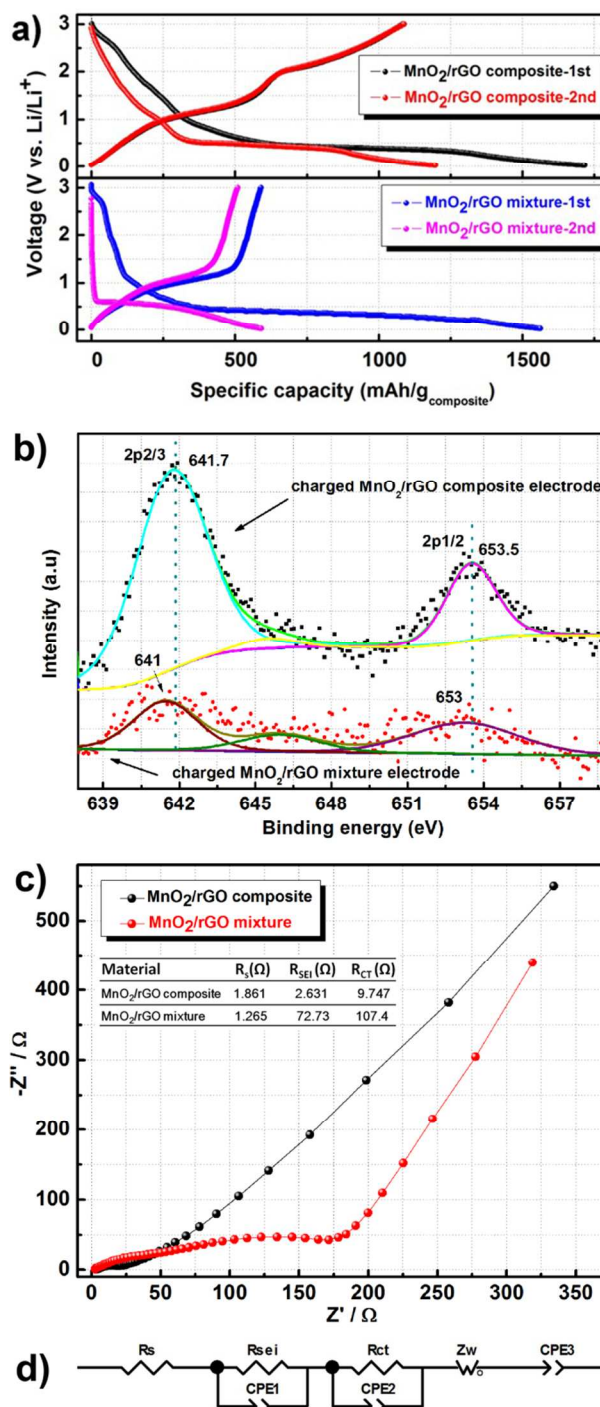 a)
3
2
1
0
3
2
1
0
Voltage (V vs. Li/Li+)
MnO2/rGO composite-1st
MnO2/rGO composite-2nd
MnO2/rGO mixture-1st
MnO2/rGO mixture-2nd
0 500 1000 1500
Specific capacity (mAh/gcomposite)
b)
Intensity (a.u)
2p2/3 641.7
charged MnO2/rGO composite electrode
2p1/2
653.5
641
653
charged MnO2/rGO mixture electrode
639 642 645 648 651 654 657
Binding energy (eV)
c)
-Z'' / Ω
500
400
300
200
100
0
MnO2/rGO composite
MnO2/rGO mixture
Material Rs(Ω) RSEI (Ω) RCT (Ω)
MnO2/rGO composite 1.861 2.631 9.747
MnO2/rGO mixture 1.265 72.73 107.4
0 50 100 150 200 250 300 350
Z' / Ω
d)
Rs Rsei Rct Zw CPE3
CPE1 CPE2